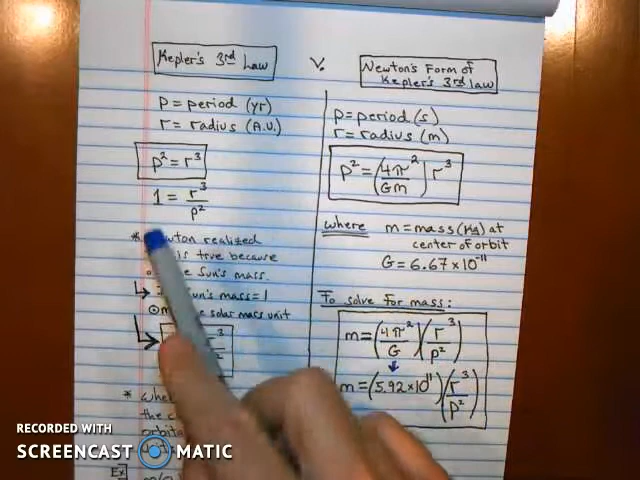 Kepler's 3rd Law
V.
Newton's Form of
Kepler's 3rd law
P = period (yr)
r = radius (A.U.)
P² = r³
1 = r³/P²
* Newton realized
is true because
Sun's mass.
Sun's mass = 1
mass unit
P = period (s)
r = radius (m)
P² = (4π²/Gm) r³
where m = mass (kg) at
center of orbit
G = 6.67 × 10⁻¹¹
To solve for mass:
m = (4π²/G)(r³/P²)
m = (5.92 × 10¹¹)(r³/P²)
*
the
Ex
RECORDED WITH
SCREENCAST O MATIC